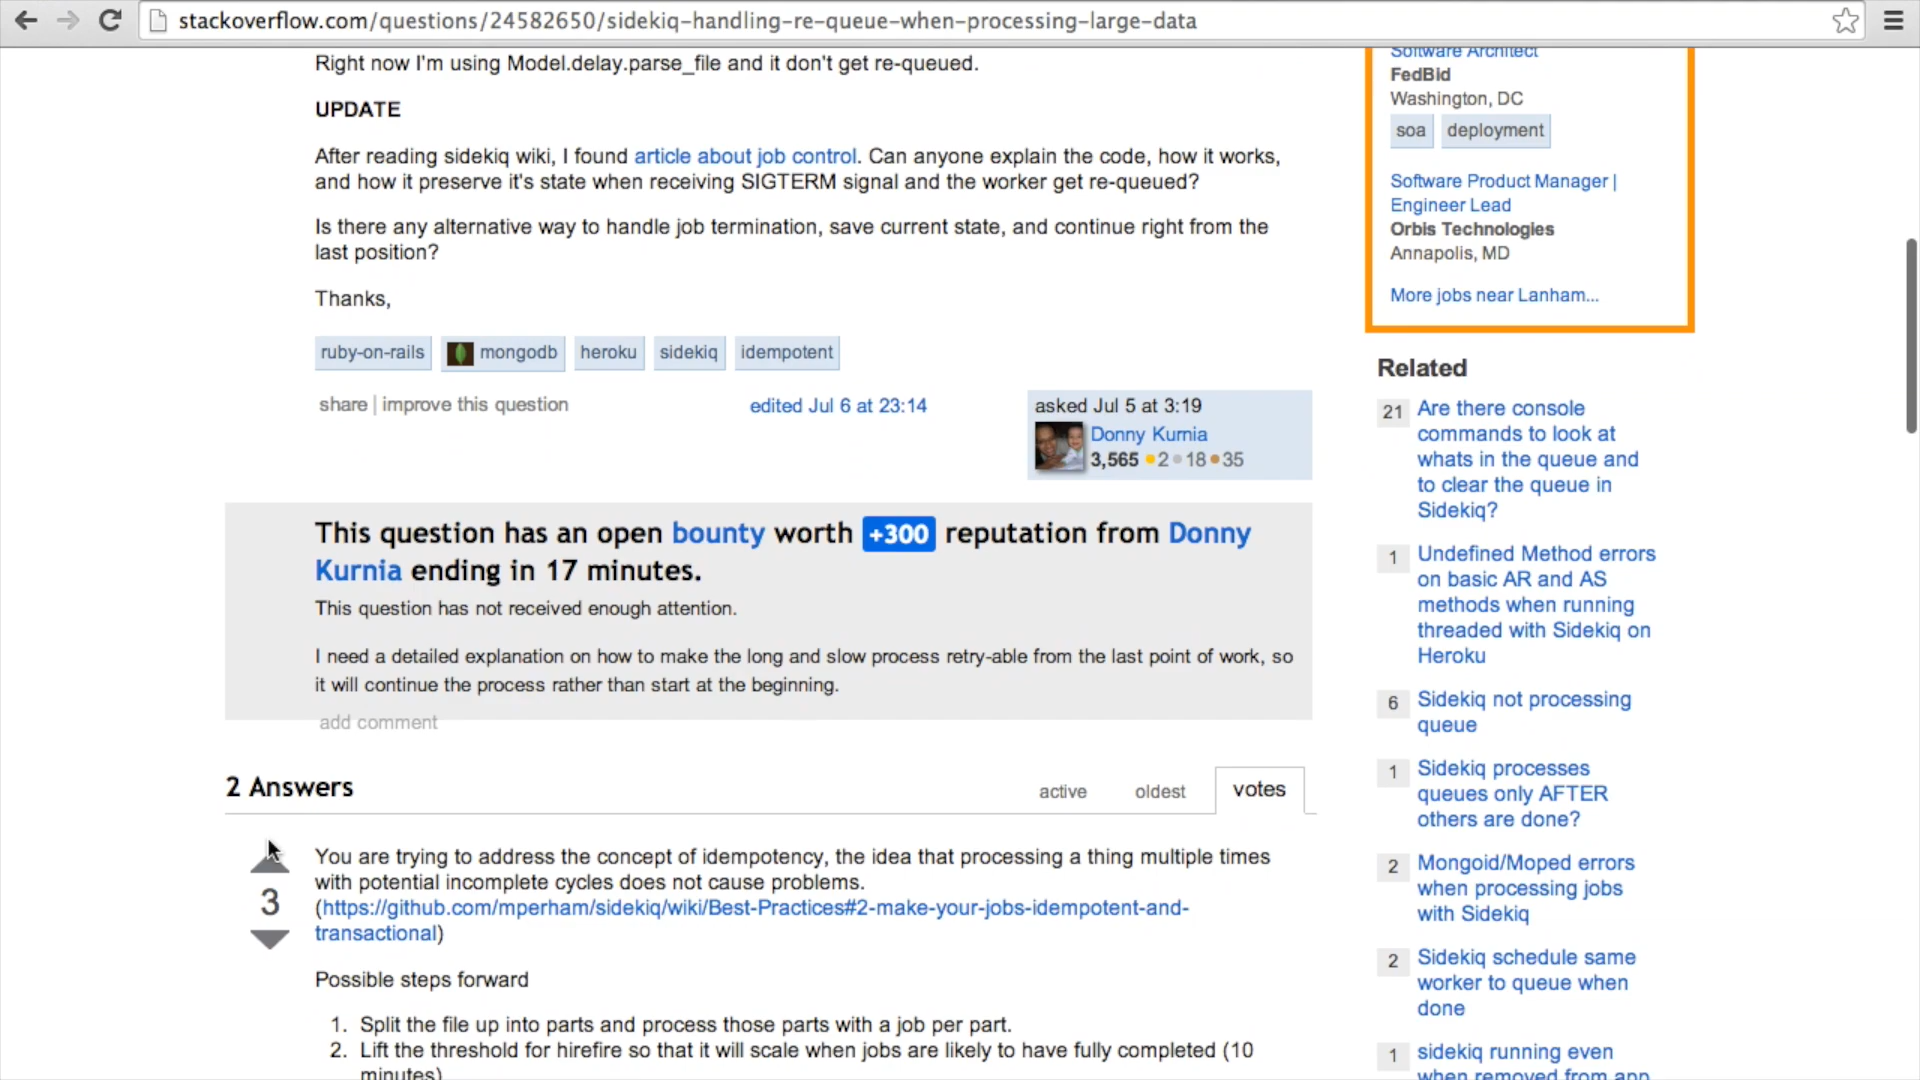 stackoverflow.com/questions/24582650/sidekiq-handling-re-queue-when-processing-large-data
Right now I'm using Model.delay.parse_file and it don't get re-queued.
UPDATE
After reading sidekiq wiki, I found article about job control. Can anyone explain the code, how it works,
and how it preserve it's state when receiving SIGTERM signal and the worker get re-queued?
Is there any alternative way to handle job termination, save current state, and continue right from the
last position?
Thanks,
ruby-on-rails mongodb heroku sidekiq idempotent
share | improve this question
edited Jul 6 at 23:14
asked Jul 5 at 3:19
Donny Kurnia
3,565 2 18 35
This question has an open bounty worth +300 reputation from Donny
Kurnia ending in 17 minutes.
This question has not received enough attention.
I need a detailed explanation on how to make the long and slow process retry-able from the last point of work, so
it will continue the process rather than start at the beginning.
add comment
2 Answers
active oldest votes
3
You are trying to address the concept of idempotency, the idea that processing a thing multiple times
with potential incomplete cycles does not cause problems.
(https://github.com/mperham/sidekiq/wiki/Best-Practices#2-make-your-jobs-idempotent-and-
transactional)
Possible steps forward
1. Split the file up into parts and process those parts with a job per part.
2. Lift the threshold for hirefire so that it will scale when jobs are likely to have fully completed (10
minutes)
Software Architect
FedBid
Washington, DC
soa deployment
Software Product Manager |
Engineer Lead
Orbis Technologies
Annapolis, MD
More jobs near Lanham...
Related
21 Are there console
commands to look at
whats in the queue and
to clear the queue in
Sidekiq?
1 Undefined Method errors
on basic AR and AS
methods when running
threaded with Sidekiq on
Heroku
6 Sidekiq not processing
queue
1 Sidekiq processes
queues only AFTER
others are done?
2 Mongoid/Moped errors
when processing jobs
with Sidekiq
2 Sidekiq schedule same
worker to queue when
done
1 sidekiq running even
when removed from app